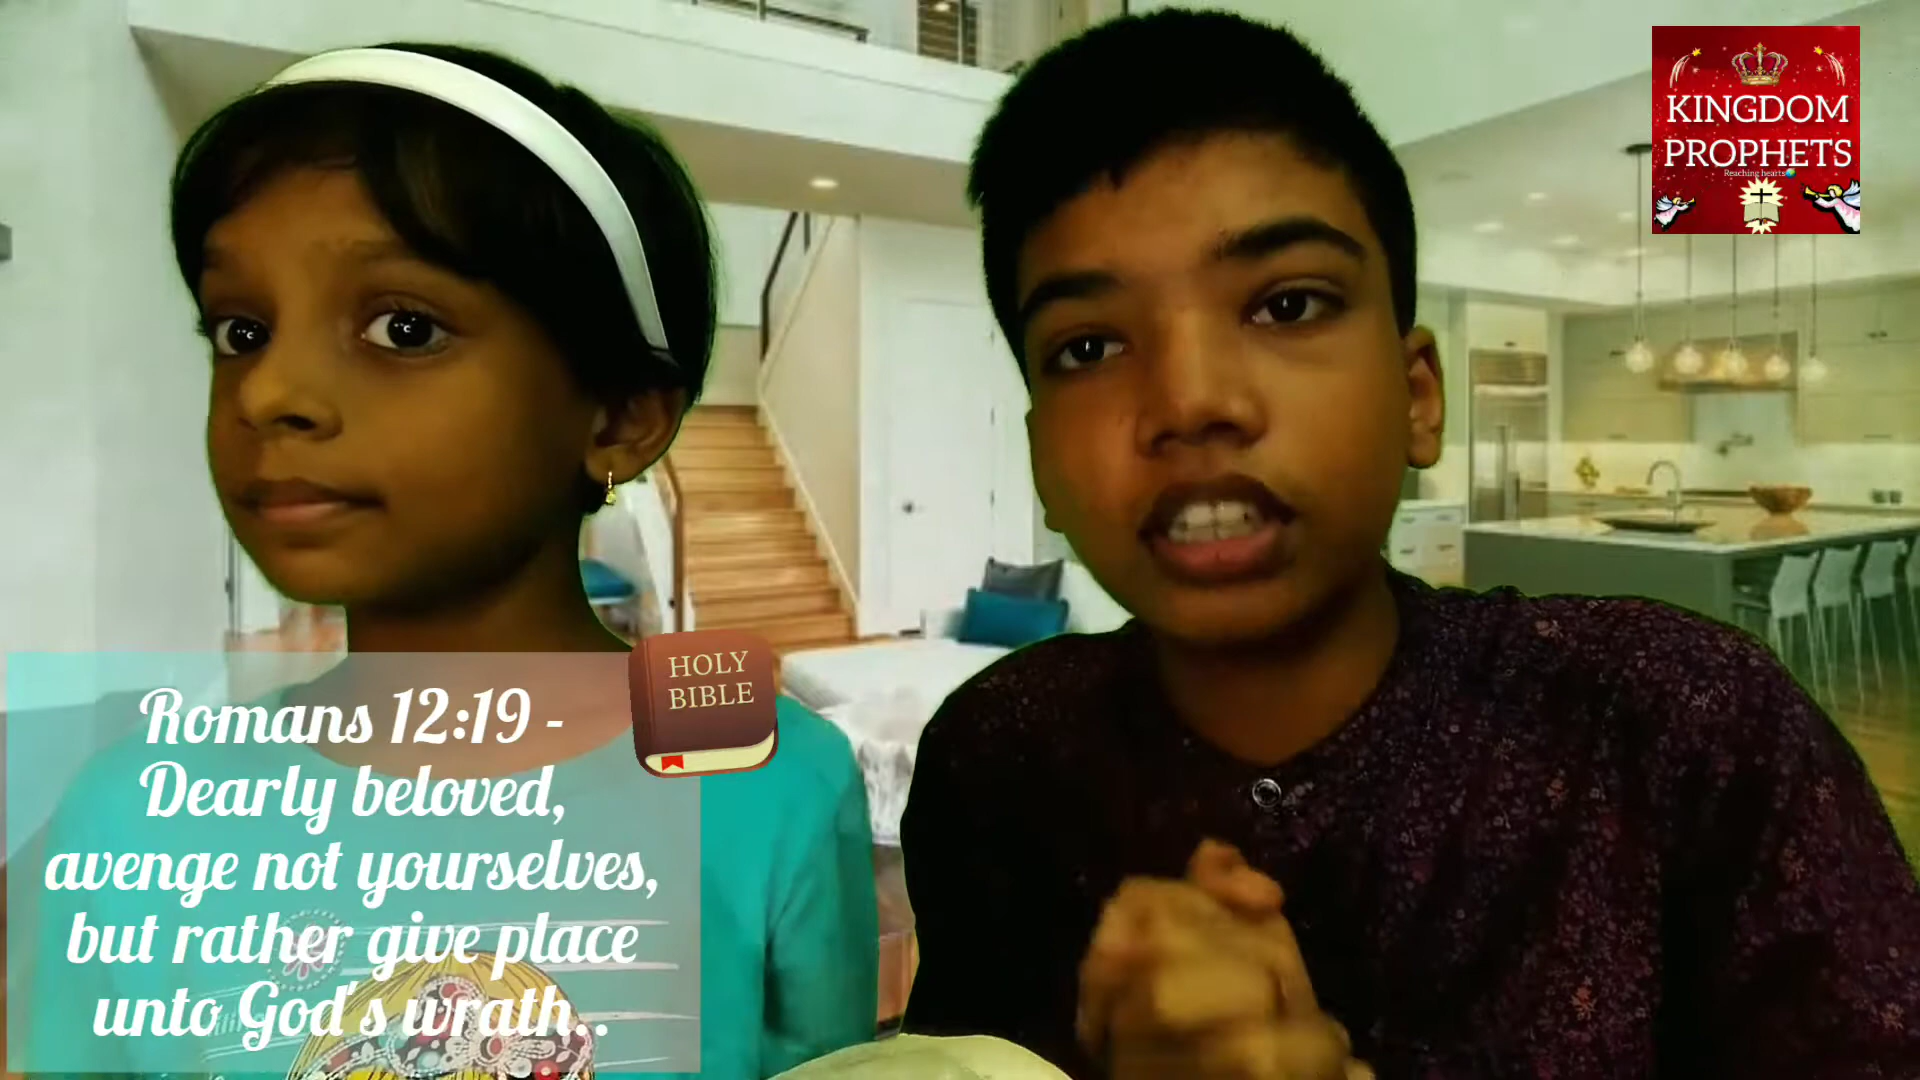 KINGDOM
PROPHETS
Reaching hearts
HOLY
BIBLE
Romans 12:19 -
Dearly beloved,
avenge not yourselves,
but rather give place
unto God's wrath..